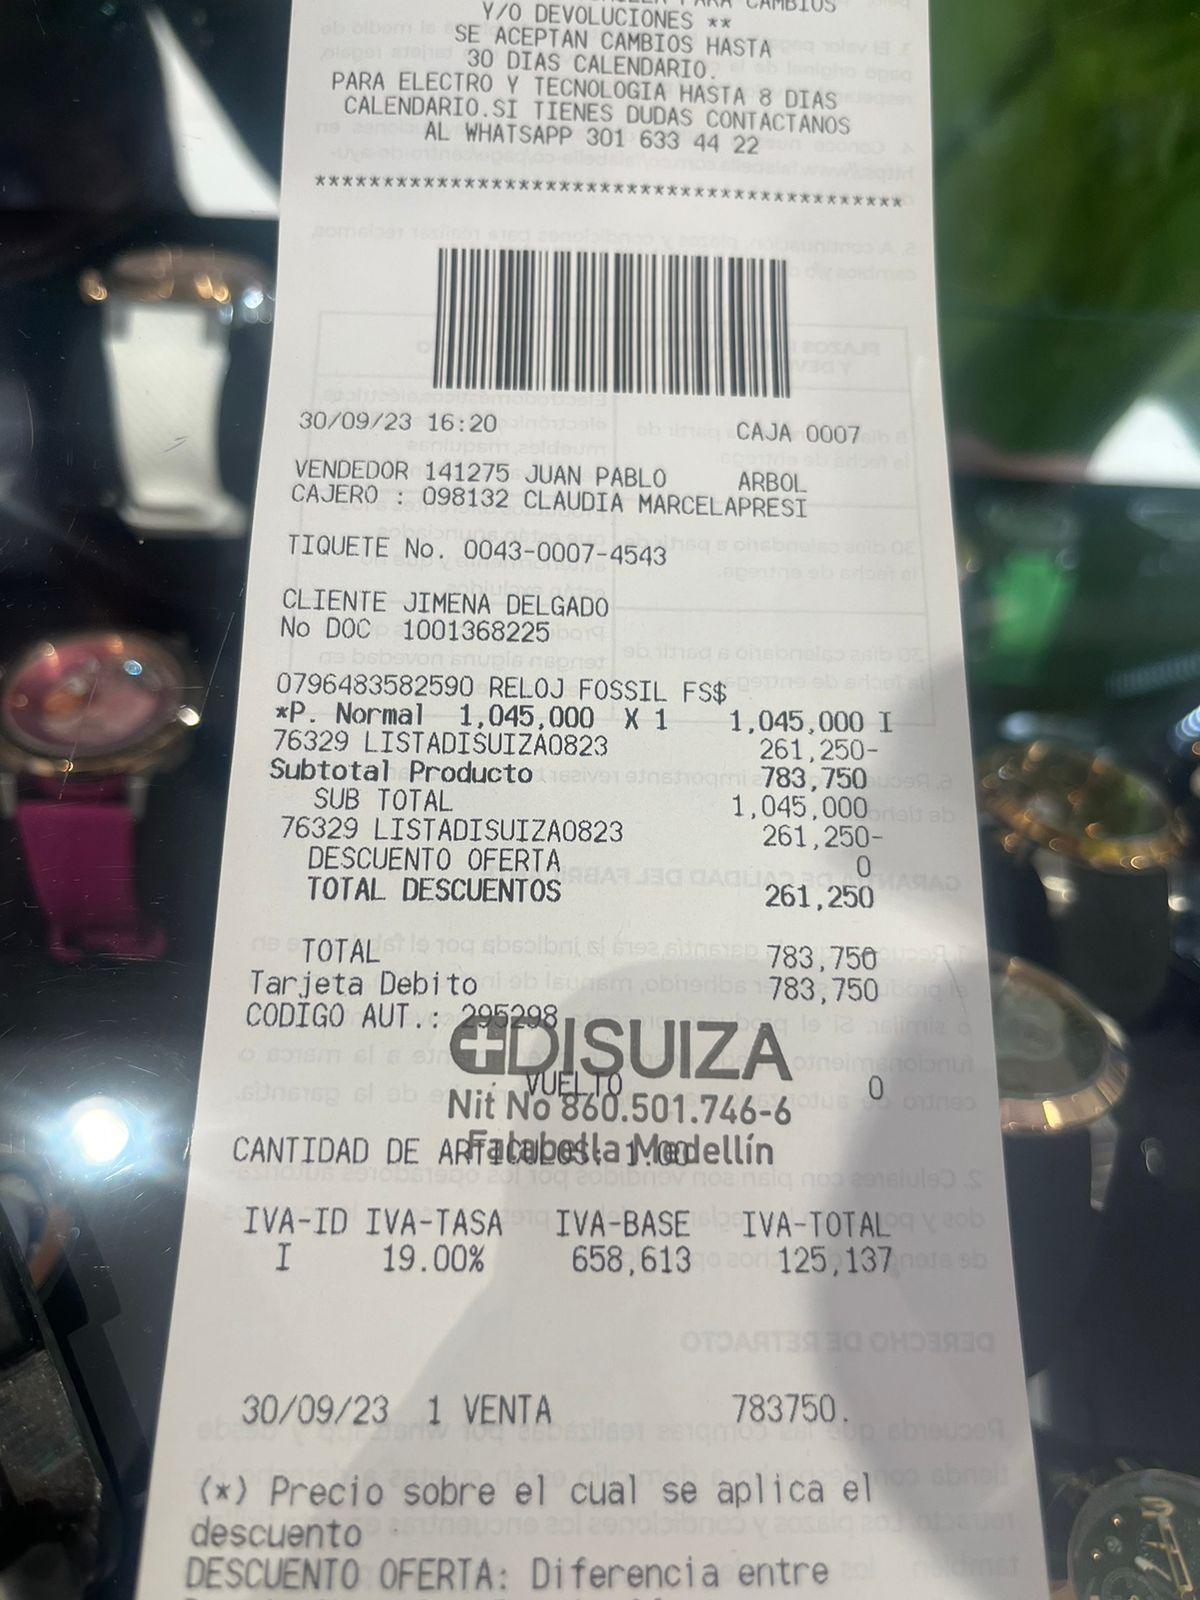 PARA CAMBIOS
Y/O DEVOLUCIONES **
SE ACEPTAN CAMBIOS HASTA
30 DIAS CALENDARIO.
PARA ELECTRO Y TECNOLOGIA HASTA 8 DIAS
CALENDARIO.SI TIENES DUDAS CONTACTANOS
AL WHATSAPP 301 633 44 22
*******************************************
30/09/23 16:20 CAJA 0007
VENDEDOR 141275 JUAN PABLO ARBOL
CAJERO : 098132 CLAUDIA MARCELAPRESI
TIQUETE No. 0043-0007-4543
CLIENTE JIMENA DELGADO
No DOC 1001368225
0796483582590 RELOJ FOSSIL FS$
*P. Normal 1,045,000 X 1 1,045,000 I
76329 LISTADISUIZA0823 261,250-
Subtotal Producto 783,750
SUB TOTAL 1,045,000
76329 LISTADISUIZA0823 261,250-
DESCUENTO OFERTA 0
TOTAL DESCUENTOS 261,250
TOTAL 783,750
Tarjeta Debito 783,750
CODIGO AUT.: 295298
DISUIZA
VUELTO 0
Nit No 860.501.746-6
Falabella Medellín
CANTIDAD DE ARTICULOS: 1.00
IVA-ID IVA-TASA IVA-BASE IVA-TOTAL
I 19.00% 658,613 125,137
30/09/23 1 VENTA 783750.
(*) Precio sobre el cual se aplica el
descuento
DESCUENTO OFERTA: Diferencia entre